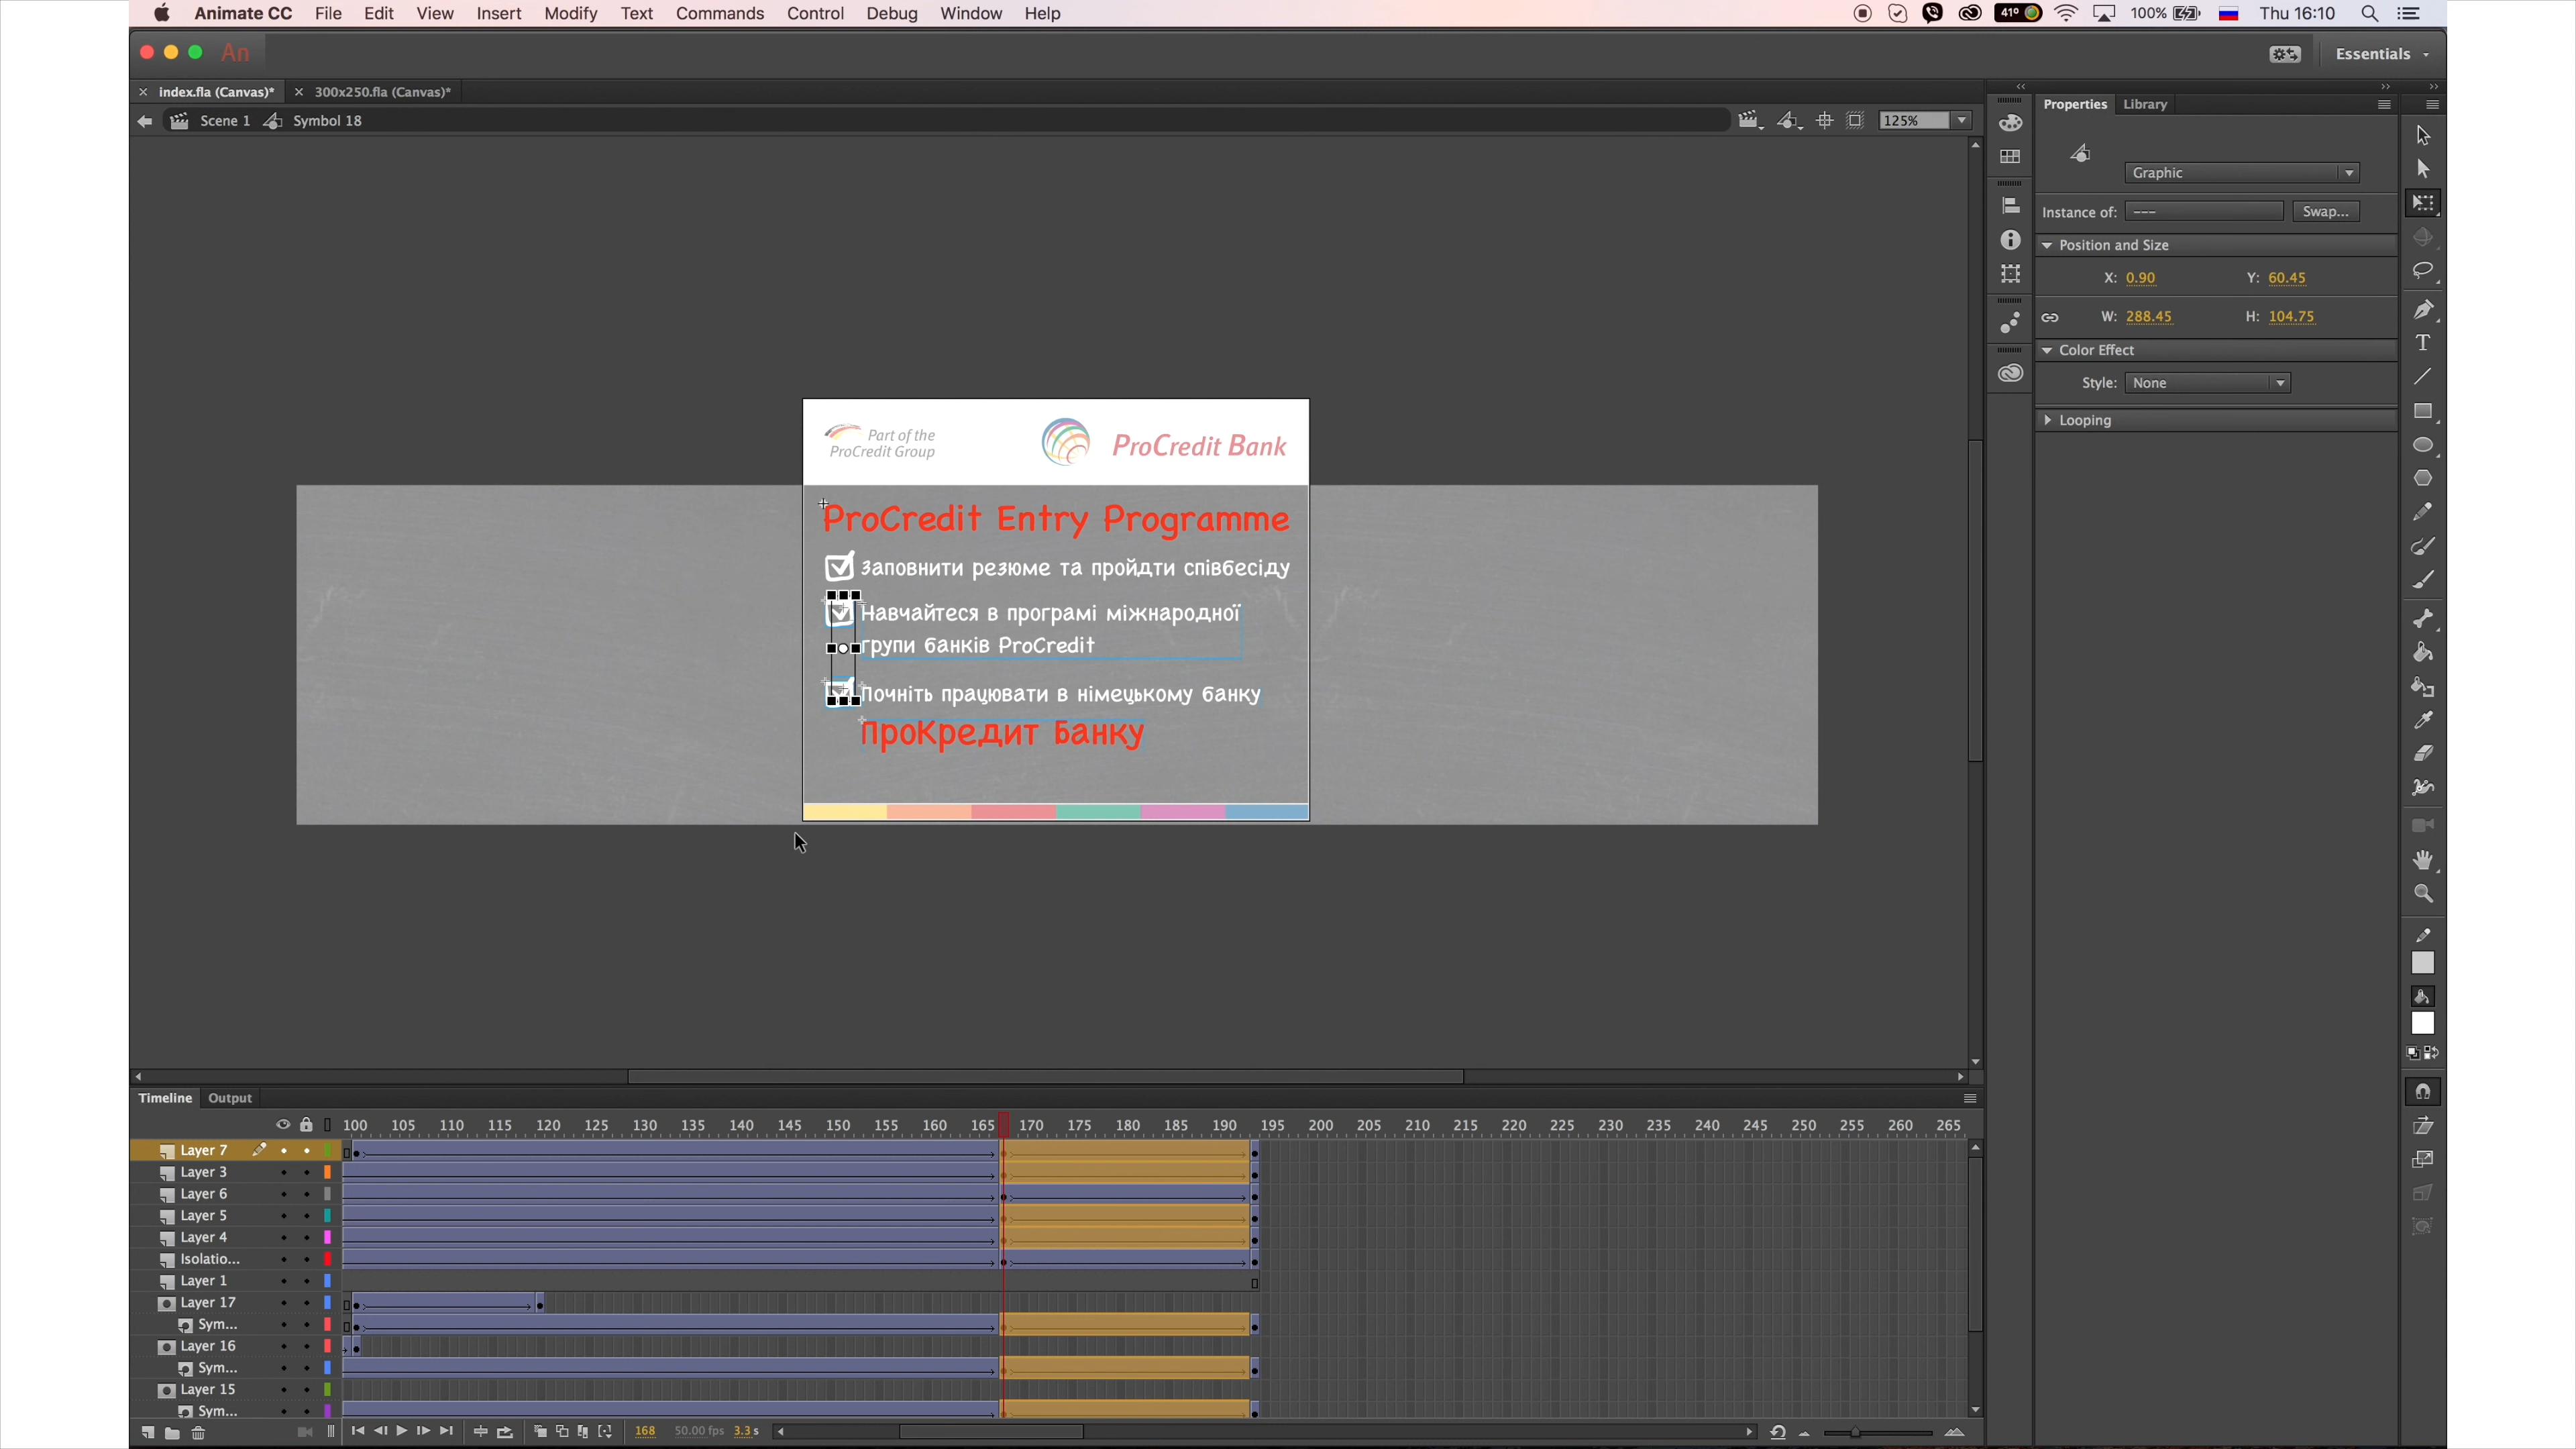 Animate CC File Edit View Insert Modify Text Commands Control Debug Window Help
41° 100% Thu 16:10
An
Essentials
index.fla (Canvas)* 300x250.fla (Canvas)*
Scene 1 Symbol 18
125%
Properties Library
Graphic
Instance of: --- Swap...
Position and Size
X: 0.90 Y: 60.45
W: 288.45 H: 104.75
Color Effect
Style: None
Looping
Part of the
ProCredit Group
ProCredit Bank
ProCredit Entry Programme
Заповнити резюме та пройдти співбесіду
Навчайтеся в програмі міжнародної
групи банків ProCredit
Почніть працювати в німецькому банку
ПроКредит Банку
Timeline Output
100 105 110 115 120 125 130 135 140 145 150 155 160 165 170 175 180 185 190 195 200 205 210 215 220 225 230 235 240 245 250 255 260 265
Layer 7
Layer 3
Layer 6
Layer 5
Layer 4
Isolatio...
Layer 1
Layer 17
Sym...
Layer 16
Sym...
Layer 15
Sym...
168 50.00 fps 3.3 s